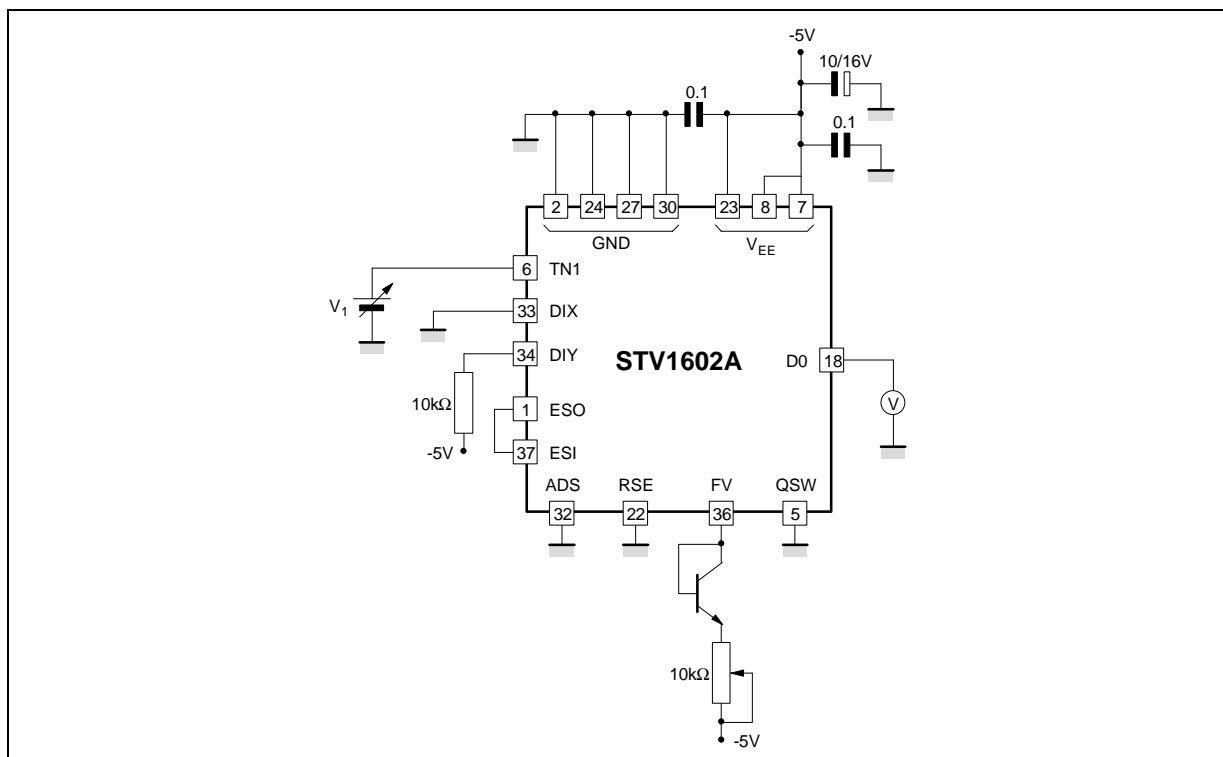 -5V
10/16V
0.1
0.1
2 24 27 30 23 8 7
GND VEE
6 TN1
V1
33 DIX
34 DIY
STV1602A
D0 18
10kΩ
1 ESO
V
-5V
37 ESI
ADS RSE FV QSW
32 22 36 5
10kΩ
-5V